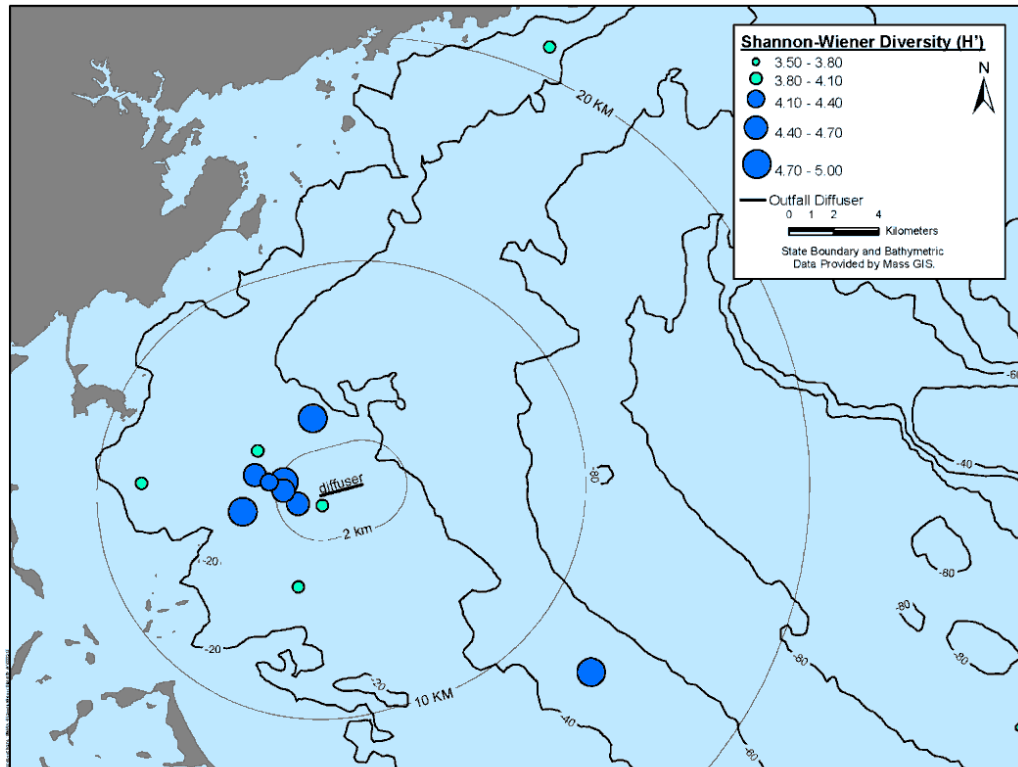 Shannon-Wiener Diversity (H')
3.50 - 3.80
3.80 - 4.10
4.10 - 4.40
4.40 - 4.70
4.70 - 5.00
N
Outfall Diffuser
0 1 2 4
Kilometers
State Boundary and Bathymetric
Data Provided by Mass GIS.
20 KM
-60
-40
-80
diffuser
2 km
-20
-80
-80
-80
-20
-80
-20
10 KM
-40
-60